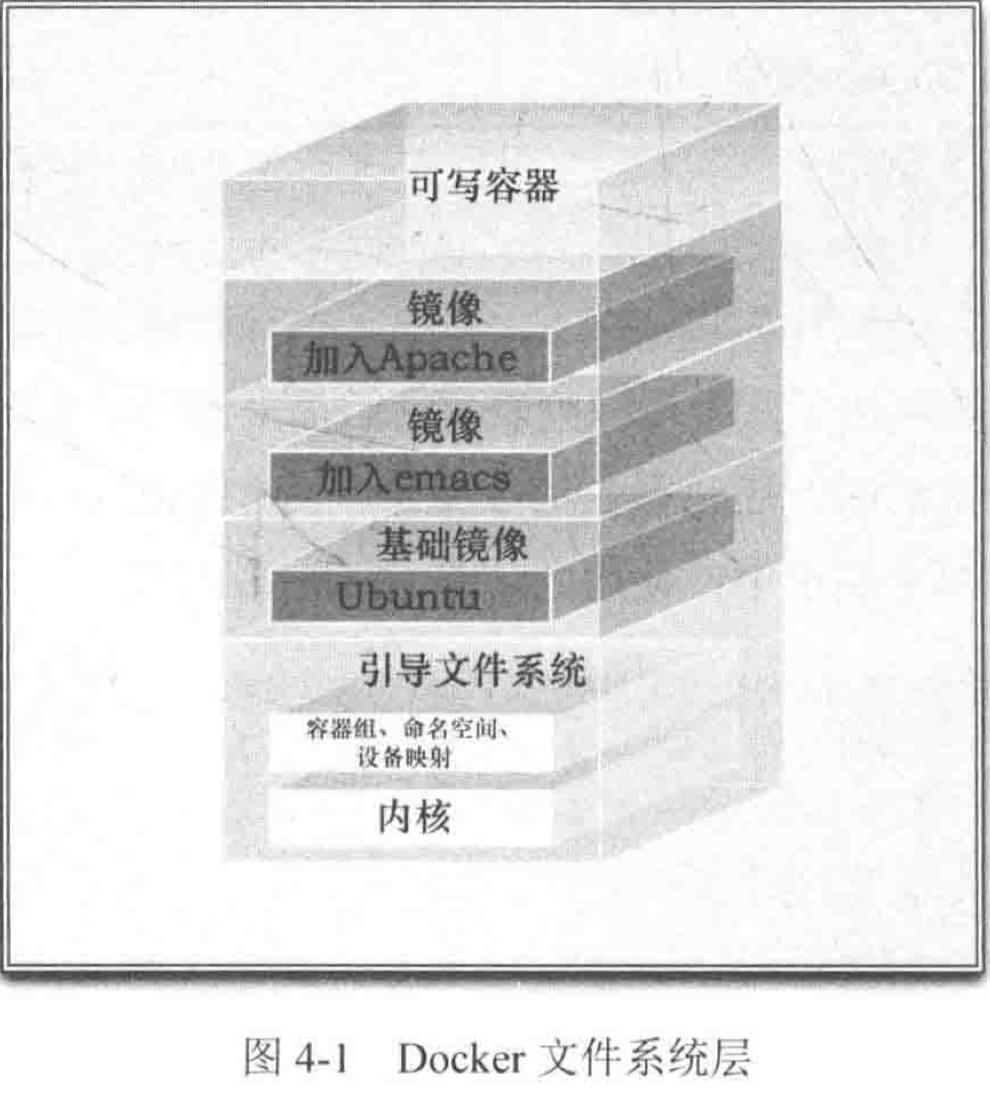 可写容器
镜像
加入Apache
镜像
加入emacs
基础镜像
Ubuntu
引导文件系统
容器组、命名空间、
设备映射
内核
图 4-1 Docker 文件系统层